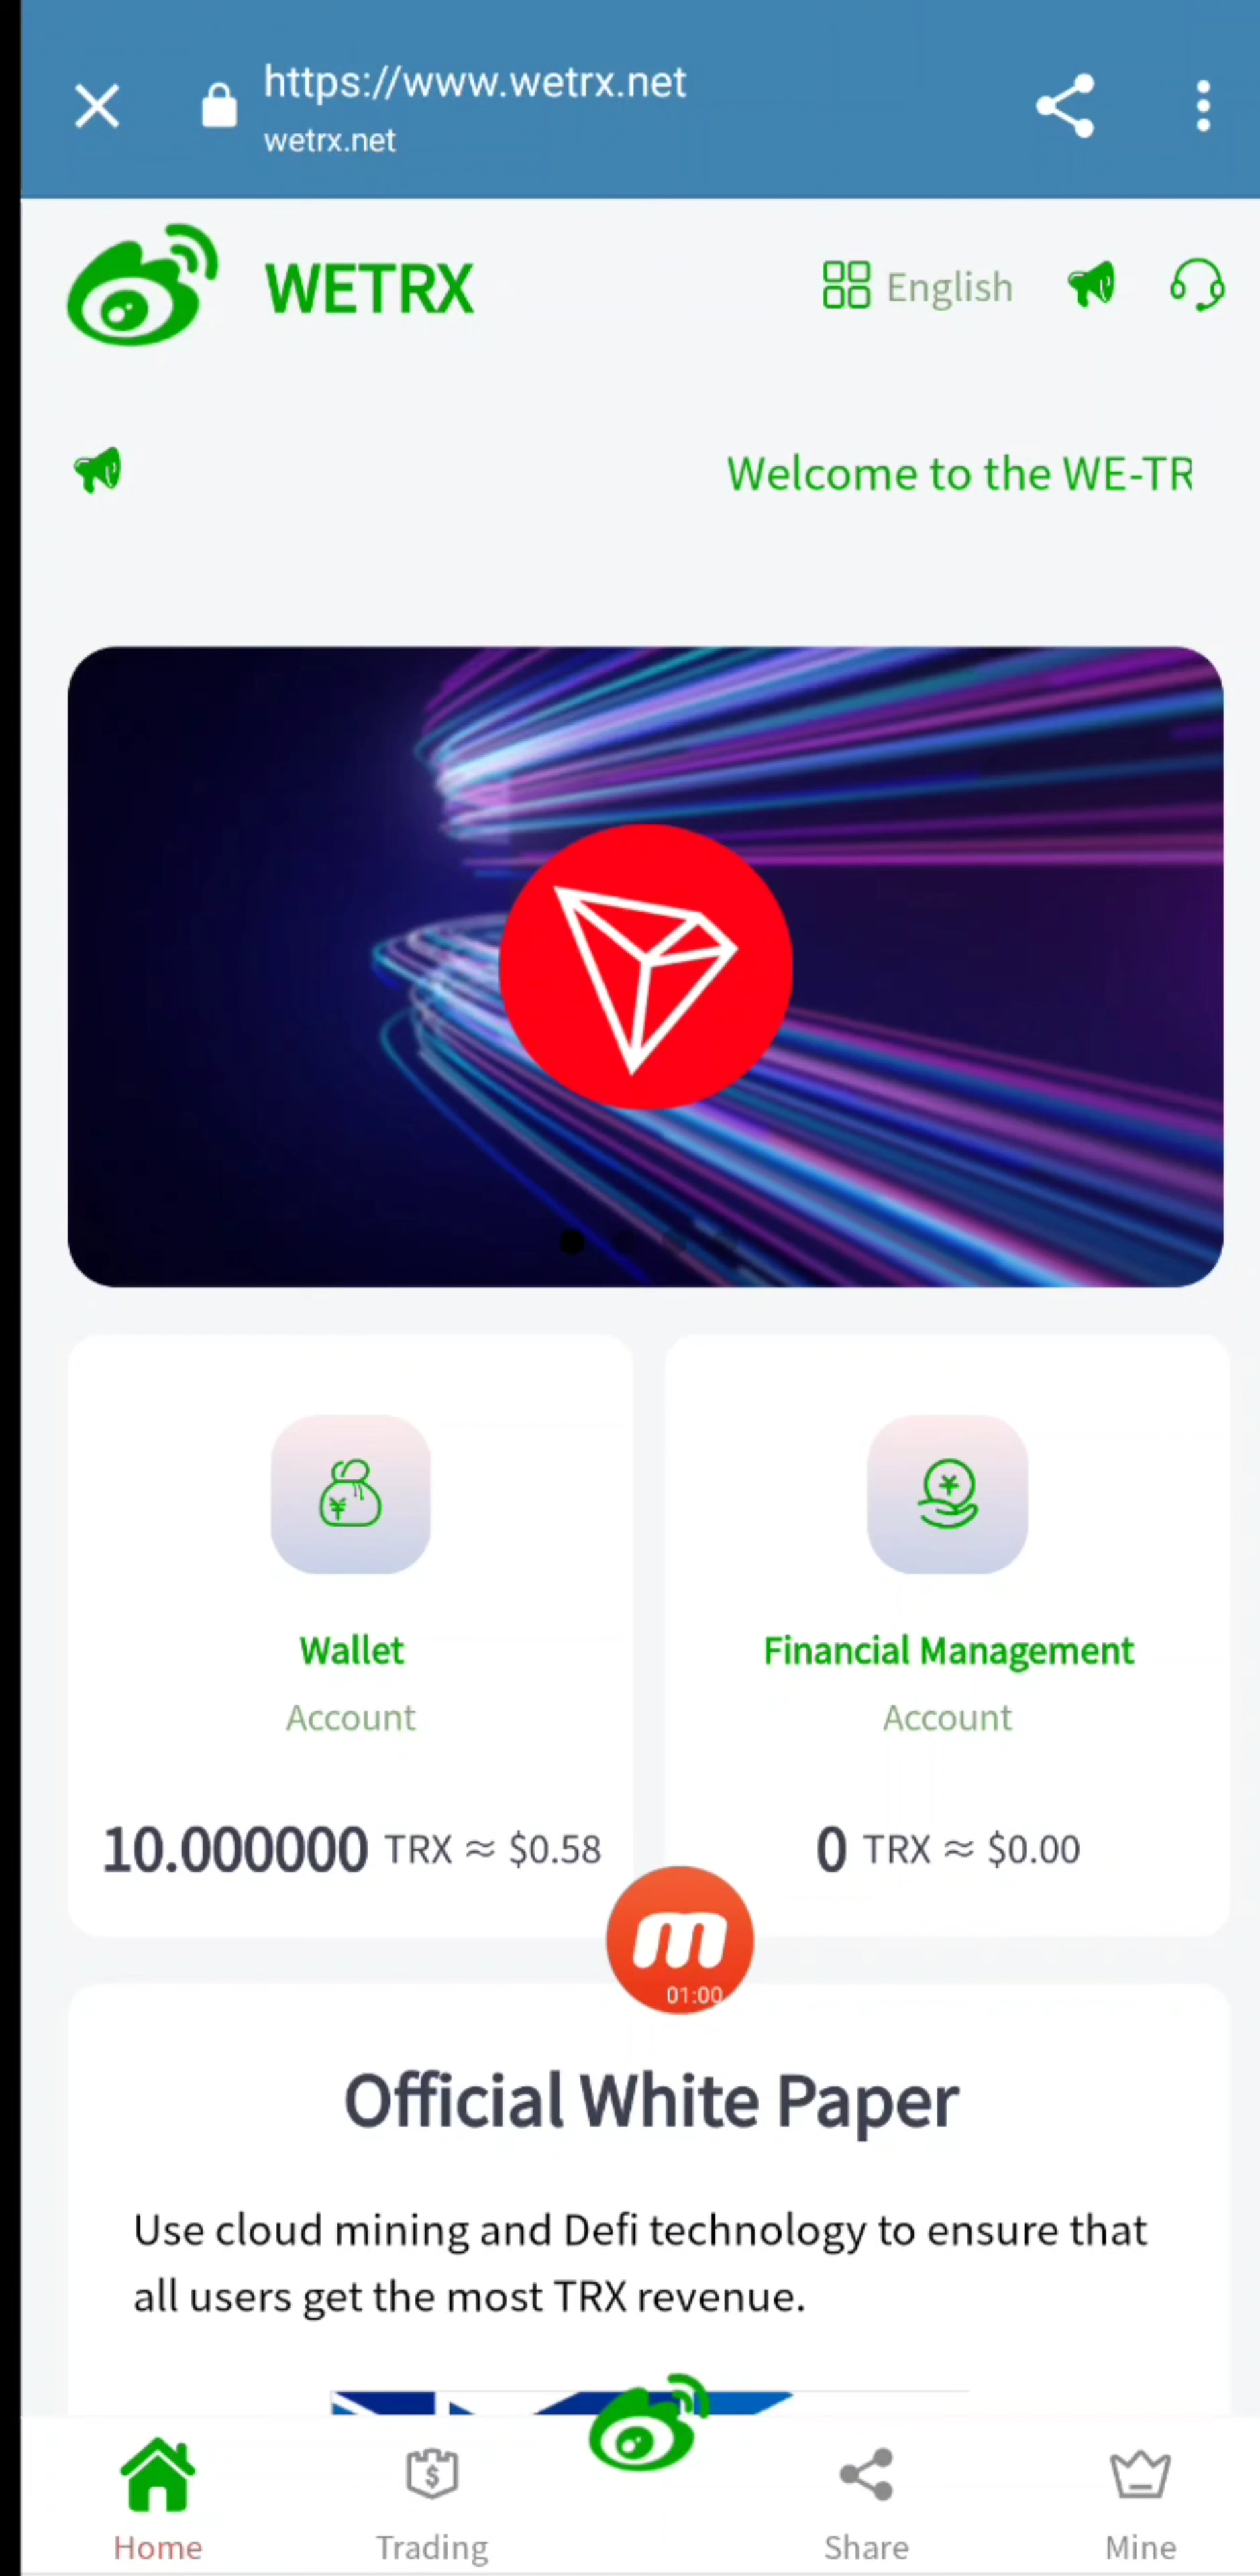 https://www.wetrx.net
wetrx.net
WETRX
English
Welcome to the WE-TR
Wallet
Account
10.000000 TRX ≈ $0.58
Financial Management
Account
0 TRX ≈ $0.00
m
01:00
Official White Paper
Use cloud mining and Defi technology to ensure that
all users get the most TRX revenue.
Home
Trading
Share
Mine